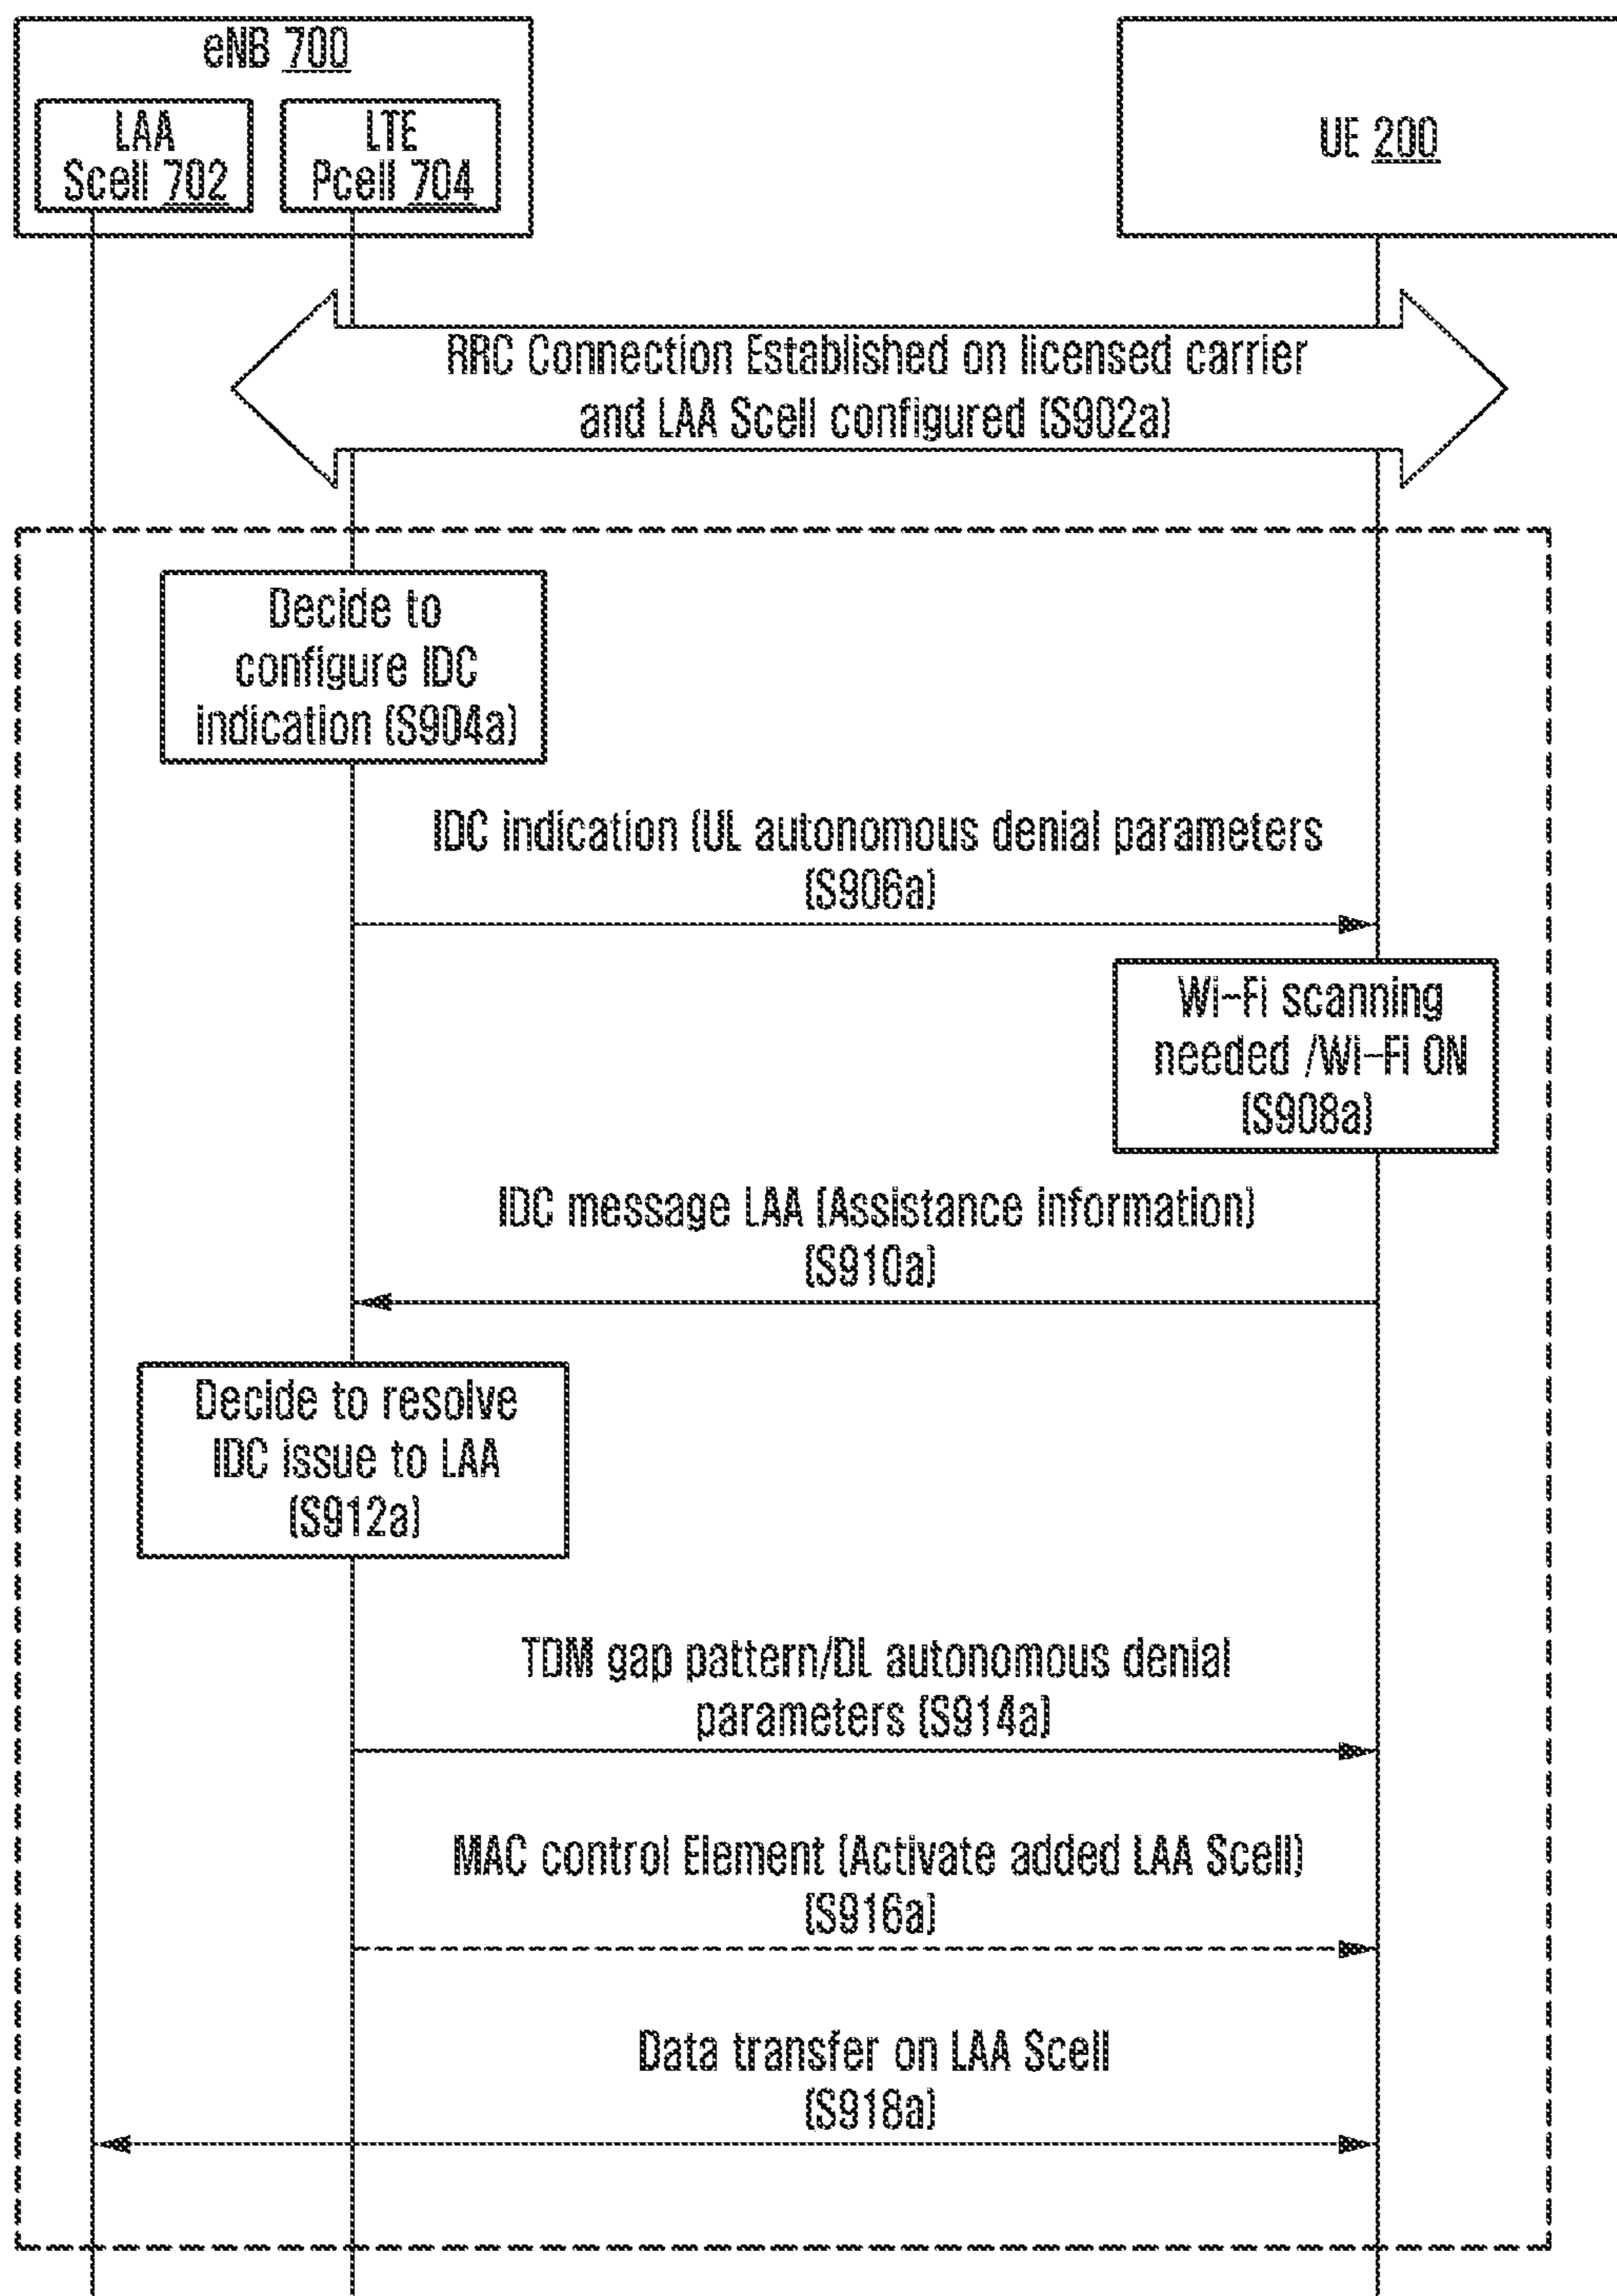 eNB 700
LAA
Scell 702
LTE
Pcell 704
UE 200
RRC Connection Established on licensed carrier
and LAA Scell configured (S902a)
Decide to
configure IDC
indication (S904a)
IDC indication (UL autonomous denial parameters
(S906a)
Wi-Fi scanning
needed /Wi-Fi ON
(S908a)
IDC message LAA (Assistance information)
(S910a)
Decide to resolve
IDC issue to LAA
(S912a)
TDM gap pattern/DL autonomous denial
parameters (S914a)
MAC control Element (Activate added LAA Scell)
(S916a)
Data transfer on LAA Scell
(S918a)